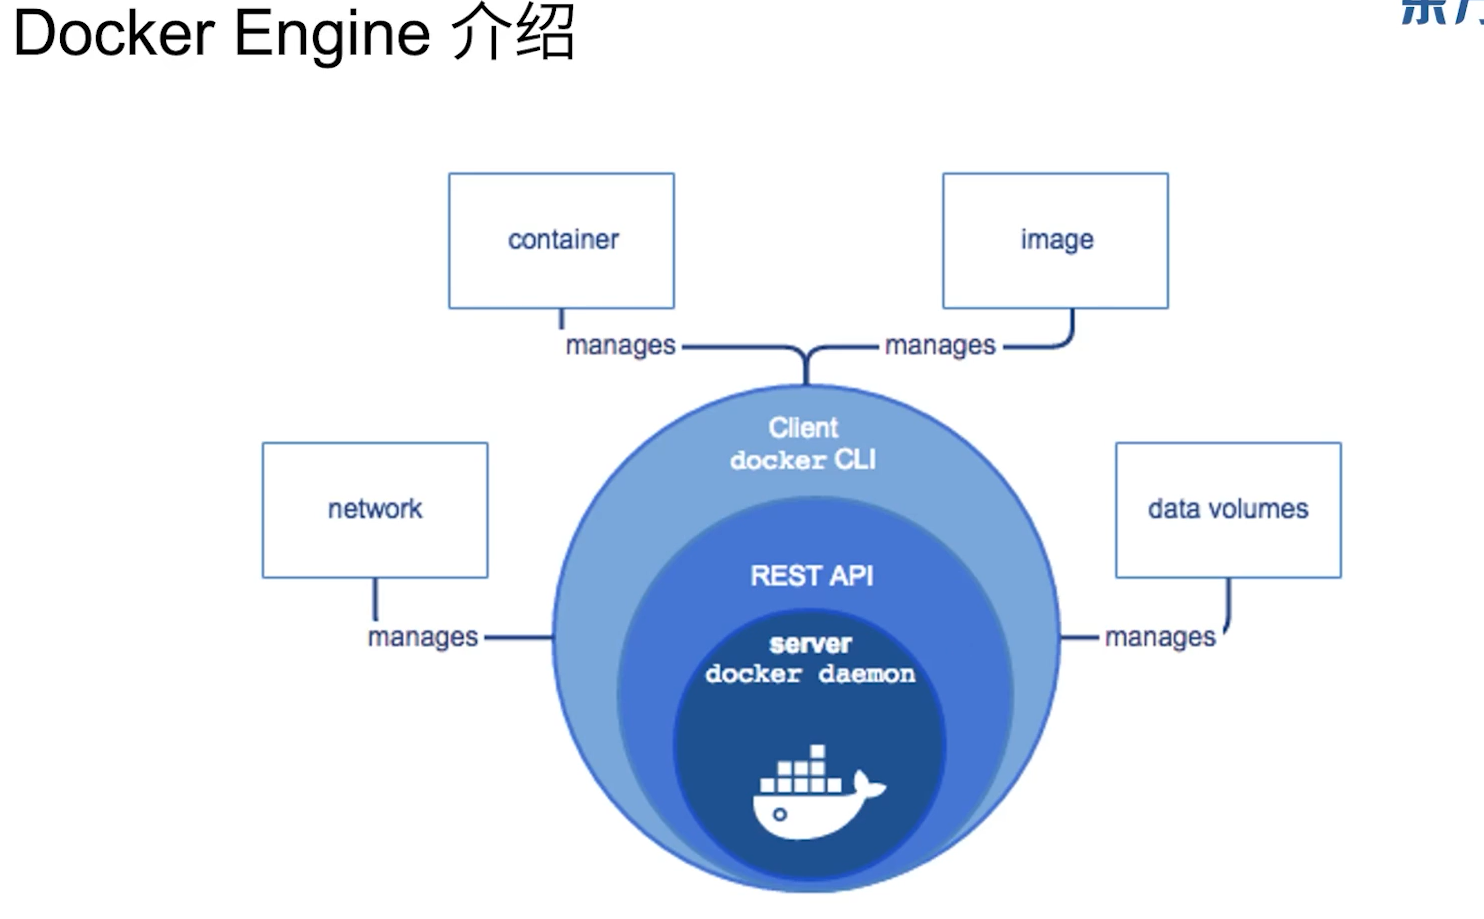 Docker Engine 介绍
container
image
manages
manages
Client
docker CLI
network
data volumes
REST API
manages
server
docker daemon
manages